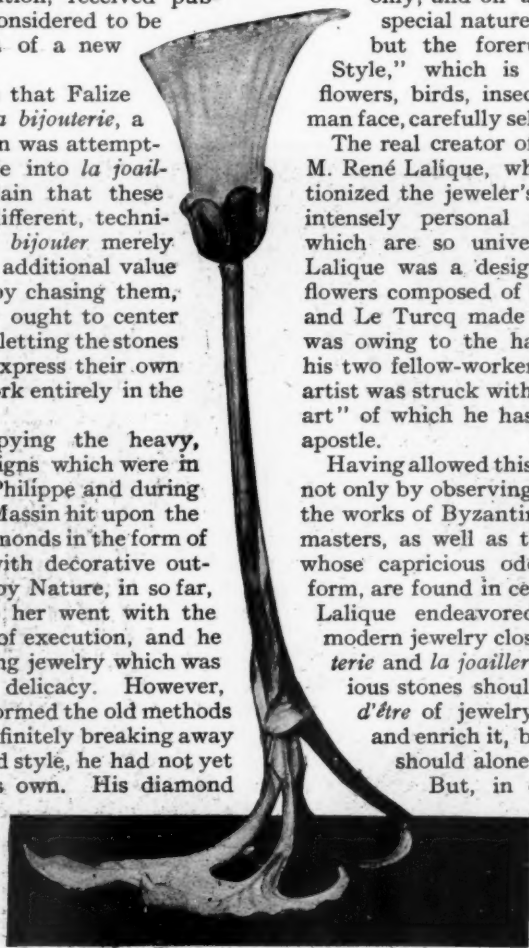 onsidered to be
of a new
that Falize
a bijouterie, a
n was attempt-
e into la joail-
ain that these
ifferent, techni-
bijouter merely
additional value
by chasing them,
ought to center
letting the stones
xpress their own
rk entirely in the
pying the heavy,
igns which were in
Philippe and during
Massin hit upon the
monds in the form of
vith decorative out-
by Nature, in so far,
her went with the
of execution, and he
ng jewelry which was
delicacy. However,
ormed the old methods
finitely breaking away
d style, he had not yet
s own. His diamond
special nature
but the forer
Style," which is
flowers, birds, insec
man face, carefully sel
The real creator of
M. René Lalique, wh
tionized the jeweler's
intensely personal
which are so unive
Lalique was a desig
flowers composed of
and Le Turcq made
was owing to the ha
his two fellow-worker
artist was struck with
art" of which he has
apostle.
Having allowed this
not only by observing
the works of Byzantin
masters, as well as t
whose capricious od
form, are found in ce
Lalique endeavored
modern jewelry clos
terie and la joailler
ious stones shoul
d'être of jewelry
and enrich it, b
should alone
But, in